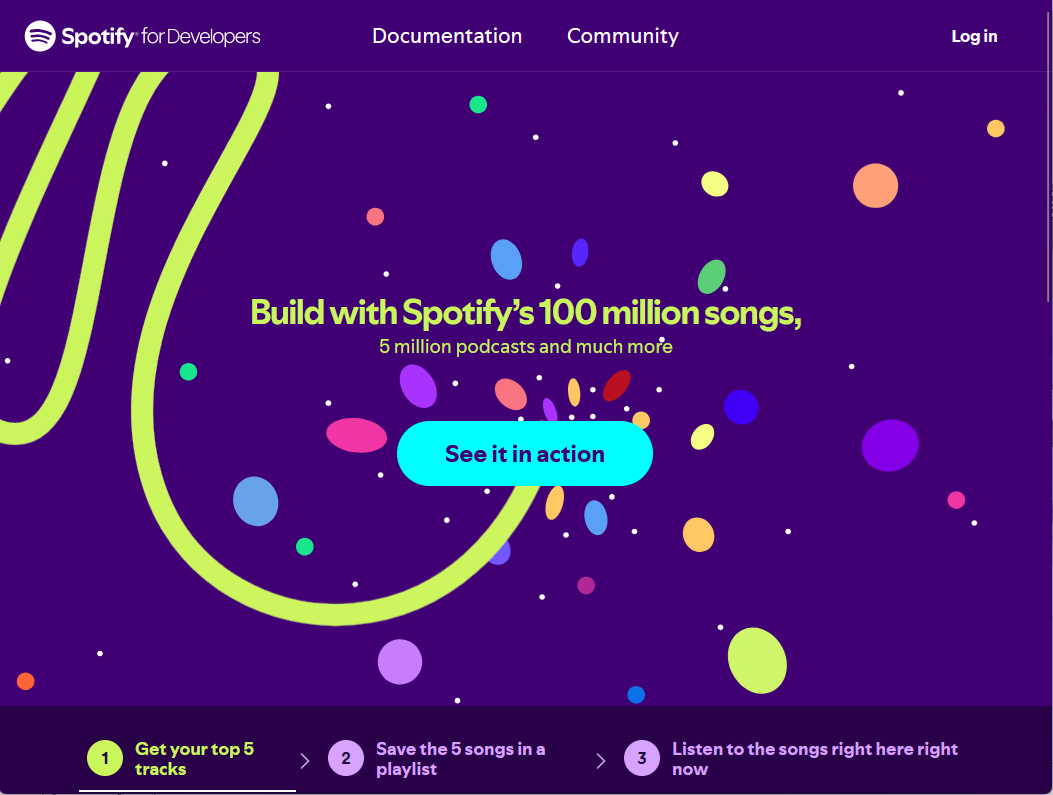 Spotify® for Developers
Documentation
Community
Log in
Build with Spotify’s 100 million songs,
5 million podcasts and much more
See it in action
1
Get your top 5
tracks
2
Save the 5 songs in a
playlist
3
Listen to the songs right here right
now